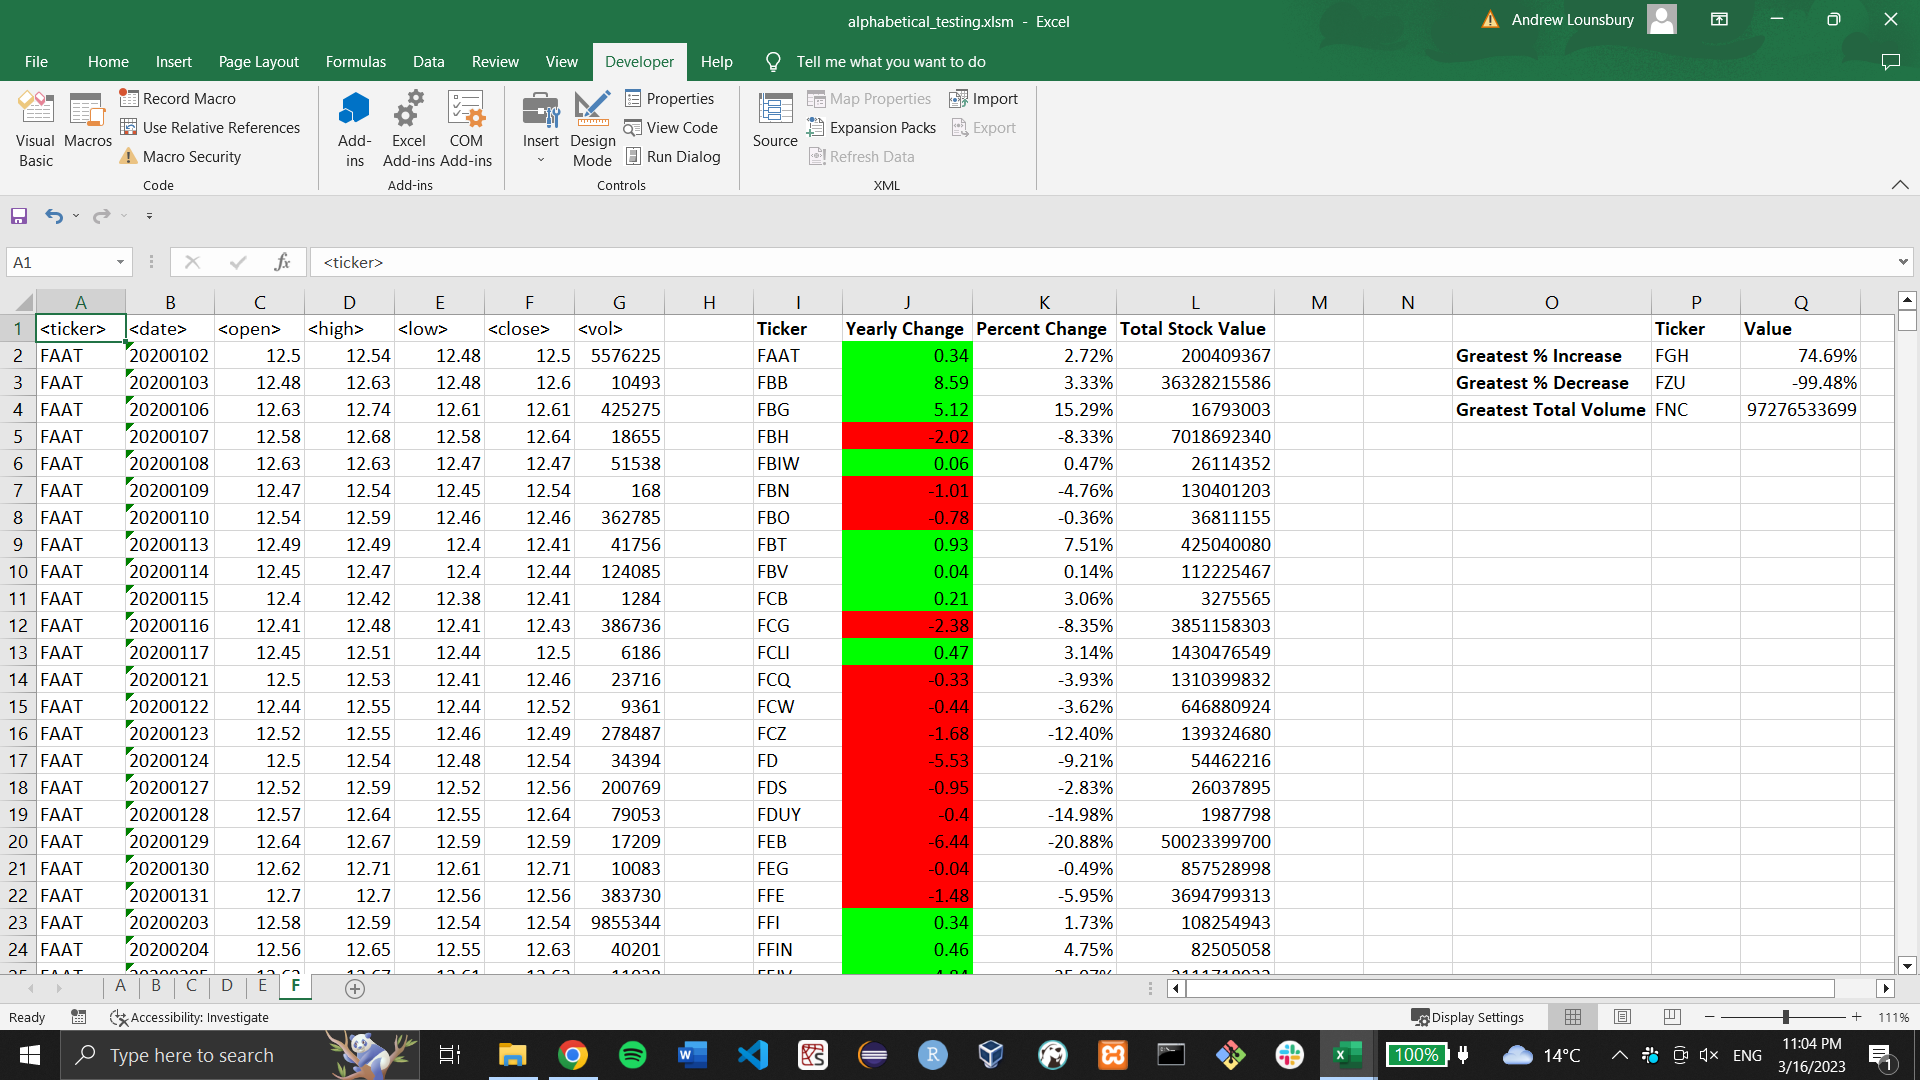 alphabetical_testing.xlsm - Excel
Andrew Lounsbury
File Home Insert Page Layout Formulas Data Review View Developer Help Tell me what you want to do
Visual Basic
Macros
Record Macro
Use Relative References
Macro Security
Code
Add-ins
Excel Add-ins
COM Add-ins
Add-ins
Insert
Design Mode
Properties
View Code
Run Dialog
Controls
Source
Map Properties
Expansion Packs
Refresh Data
Import
Export
XML
A1 fx <ticker>
A B C D E F G H I J K L M N O P Q
1 <ticker> <date> <open> <high> <low> <close> <vol> Ticker Yearly Change Percent Change Total Stock Value Ticker Value
2 FAAT 20200102 12.5 12.54 12.48 12.5 5576225 FAAT 0.34 2.72% 200409367 Greatest % Increase FGH 74.69%
3 FAAT 20200103 12.48 12.63 12.48 12.6 10493 FBB 8.59 3.33% 36328215586 Greatest % Decrease FZU -99.48%
4 FAAT 20200106 12.63 12.74 12.61 12.61 425275 FBG 5.12 15.29% 16793003 Greatest Total Volume FNC 97276533699
5 FAAT 20200107 12.58 12.68 12.58 12.64 18655 FBH -2.02 -8.33% 7018692340
6 FAAT 20200108 12.63 12.63 12.47 12.47 51538 FBIW 0.06 0.47% 26114352
7 FAAT 20200109 12.47 12.54 12.45 12.54 168 FBN -1.01 -4.76% 130401203
8 FAAT 20200110 12.54 12.59 12.46 12.46 362785 FBO -0.78 -0.36% 36811155
9 FAAT 20200113 12.49 12.49 12.4 12.41 41756 FBT 0.93 7.51% 425040080
10 FAAT 20200114 12.45 12.47 12.4 12.44 124085 FBV 0.04 0.14% 112225467
11 FAAT 20200115 12.4 12.42 12.38 12.41 1284 FCB 0.21 3.06% 3275565
12 FAAT 20200116 12.41 12.48 12.41 12.43 386736 FCG -2.38 -8.35% 3851158303
13 FAAT 20200117 12.45 12.51 12.44 12.5 6186 FCLI 0.47 3.14% 1430476549
14 FAAT 20200121 12.5 12.53 12.41 12.46 23716 FCQ -0.33 -3.93% 1310399832
15 FAAT 20200122 12.44 12.55 12.44 12.52 9361 FCW -0.44 -3.62% 646880924
16 FAAT 20200123 12.52 12.55 12.46 12.49 278487 FCZ -1.68 -12.40% 139324680
17 FAAT 20200124 12.5 12.54 12.48 12.54 34394 FD -5.53 -9.21% 54462216
18 FAAT 20200127 12.52 12.59 12.52 12.56 200769 FDS -0.95 -2.83% 26037895
19 FAAT 20200128 12.57 12.64 12.55 12.64 79053 FDUY -0.4 -14.98% 1987798
20 FAAT 20200129 12.64 12.67 12.59 12.59 17209 FEB -6.44 -20.88% 50023399700
21 FAAT 20200130 12.62 12.71 12.61 12.71 10083 FEG -0.04 -0.49% 857528998
22 FAAT 20200131 12.7 12.7 12.56 12.56 383730 FFE -1.48 -5.95% 3694799313
23 FAAT 20200203 12.58 12.59 12.54 12.54 9855344 FFI 0.34 1.73% 108254943
24 FAAT 20200204 12.56 12.65 12.55 12.63 40201 FFIN 0.46 4.75% 82505058
A B C D E F
Ready Accessibility: Investigate Display Settings 111%
Type here to search
100% 14°C ENG 11:04 PM
3/16/2023
1